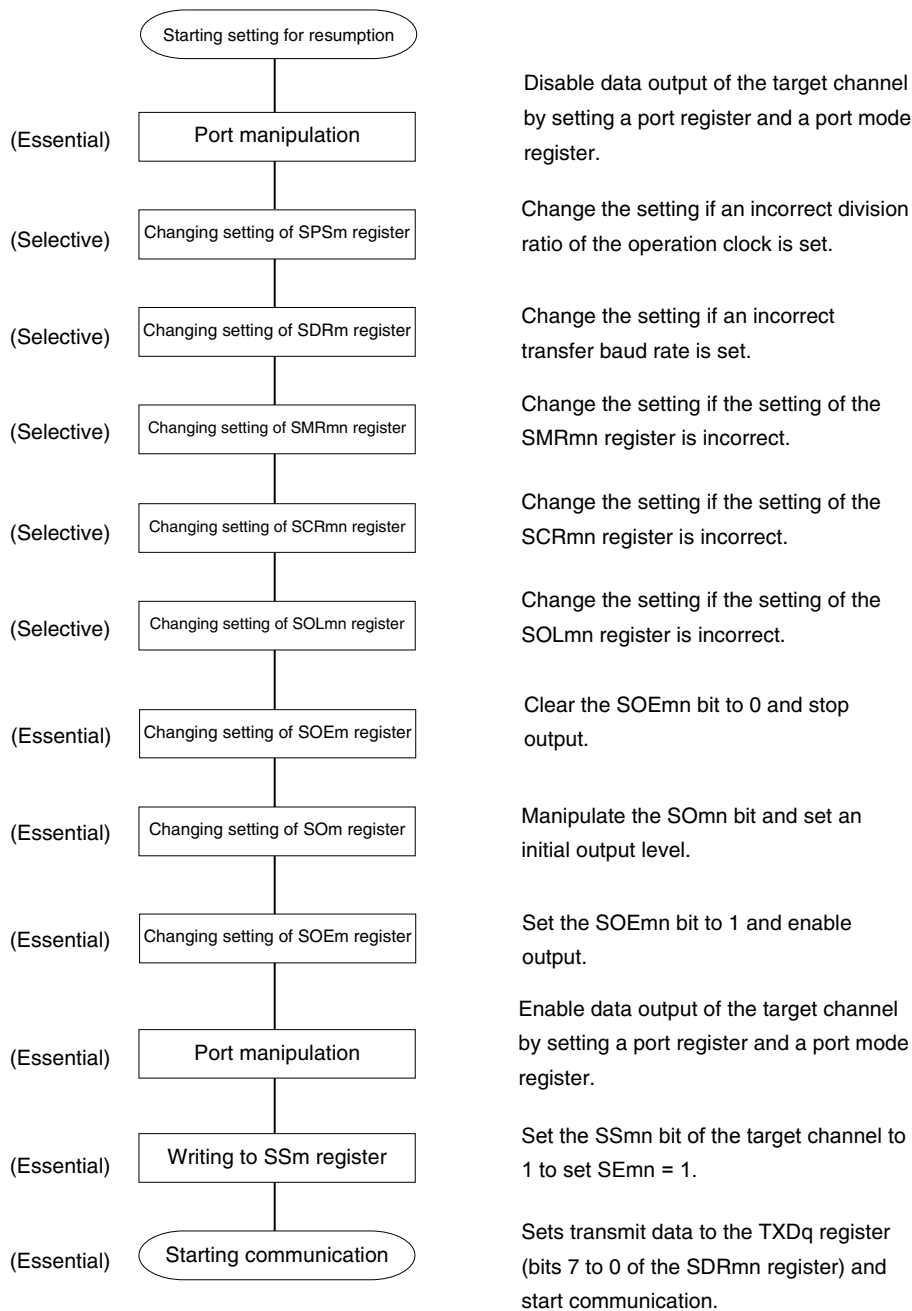 Starting setting for resumption
(Essential)
Port manipulation
Disable data output of the target channel
by setting a port register and a port mode
register.
(Selective)
Changing setting of SPSm register
Change the setting if an incorrect division
ratio of the operation clock is set.
(Selective)
Changing setting of SDRm register
Change the setting if an incorrect
transfer baud rate is set.
(Selective)
Changing setting of SMRmn register
Change the setting if the setting of the
SMRmn register is incorrect.
(Selective)
Changing setting of SCRmn register
Change the setting if the setting of the
SCRmn register is incorrect.
(Selective)
Changing setting of SOLmn register
Change the setting if the setting of the
SOLmn register is incorrect.
(Essential)
Changing setting of SOEm register
Clear the SOEmn bit to 0 and stop
output.
(Essential)
Changing setting of SOm register
Manipulate the SOmn bit and set an
initial output level.
(Essential)
Changing setting of SOEm register
Set the SOEmn bit to 1 and enable
output.
(Essential)
Port manipulation
Enable data output of the target channel
by setting a port register and a port mode
register.
(Essential)
Writing to SSm register
Set the SSmn bit of the target channel to
1 to set SEmn = 1.
(Essential)
Starting communication
Sets transmit data to the TXDq register
(bits 7 to 0 of the SDRmn register) and
start communication.